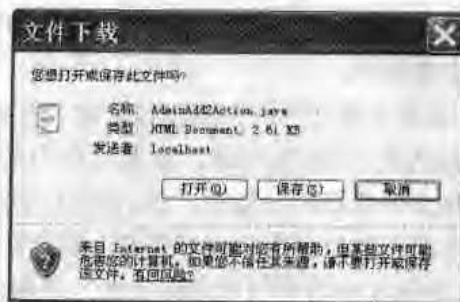 文件下载
您想打开或保存此文件吗?
名称: AdminAdd2Action.java
类型: HTML Document, 2.61 KB
发送者: localhost
打开(O) 保存(S) 取消
来自 Internet 的文件可能对您有所帮助，但某些文件可能
危害您的计算机。如果您不信任其来源，请不要打开或保存
该文件。有何风险?